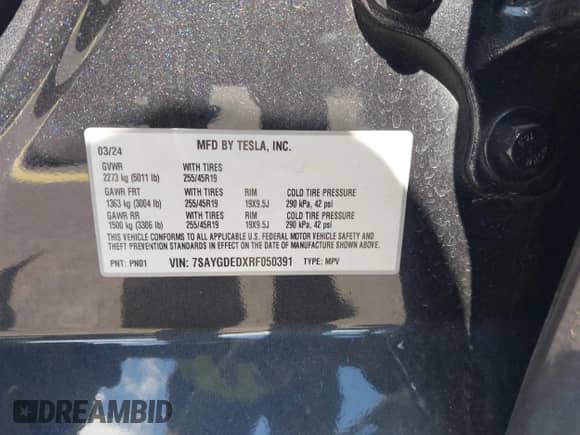 03/24 MFD BY TESLA, INC.
GVWR WITH TIRES
2273 kg (5011 lb) 255/45R19
GAWR FRT WITH TIRES RIM COLD TIRE PRESSURE
1363 kg (3004 lb) 255/45R19 19X9.5J 290 kPa, 42 psi
GAWR RR WITH TIRES RIM COLD TIRE PRESSURE
1500 kg (3306 lb) 255/45R19 19X9.5J 290 kPa, 42 psi
THIS VEHICLE CONFORMS TO ALL APPLICABLE U.S. FEDERAL MOTOR VEHICLE SAFETY AND
THEFT PREVENTION STANDARDS IN EFFECT ON THE DATE OF MANUFACTURE SHOWN ABOVE.
PNT: PN01 VIN: 7SAYGDEDXRF050391 TYPE: MPV
DREAMBID